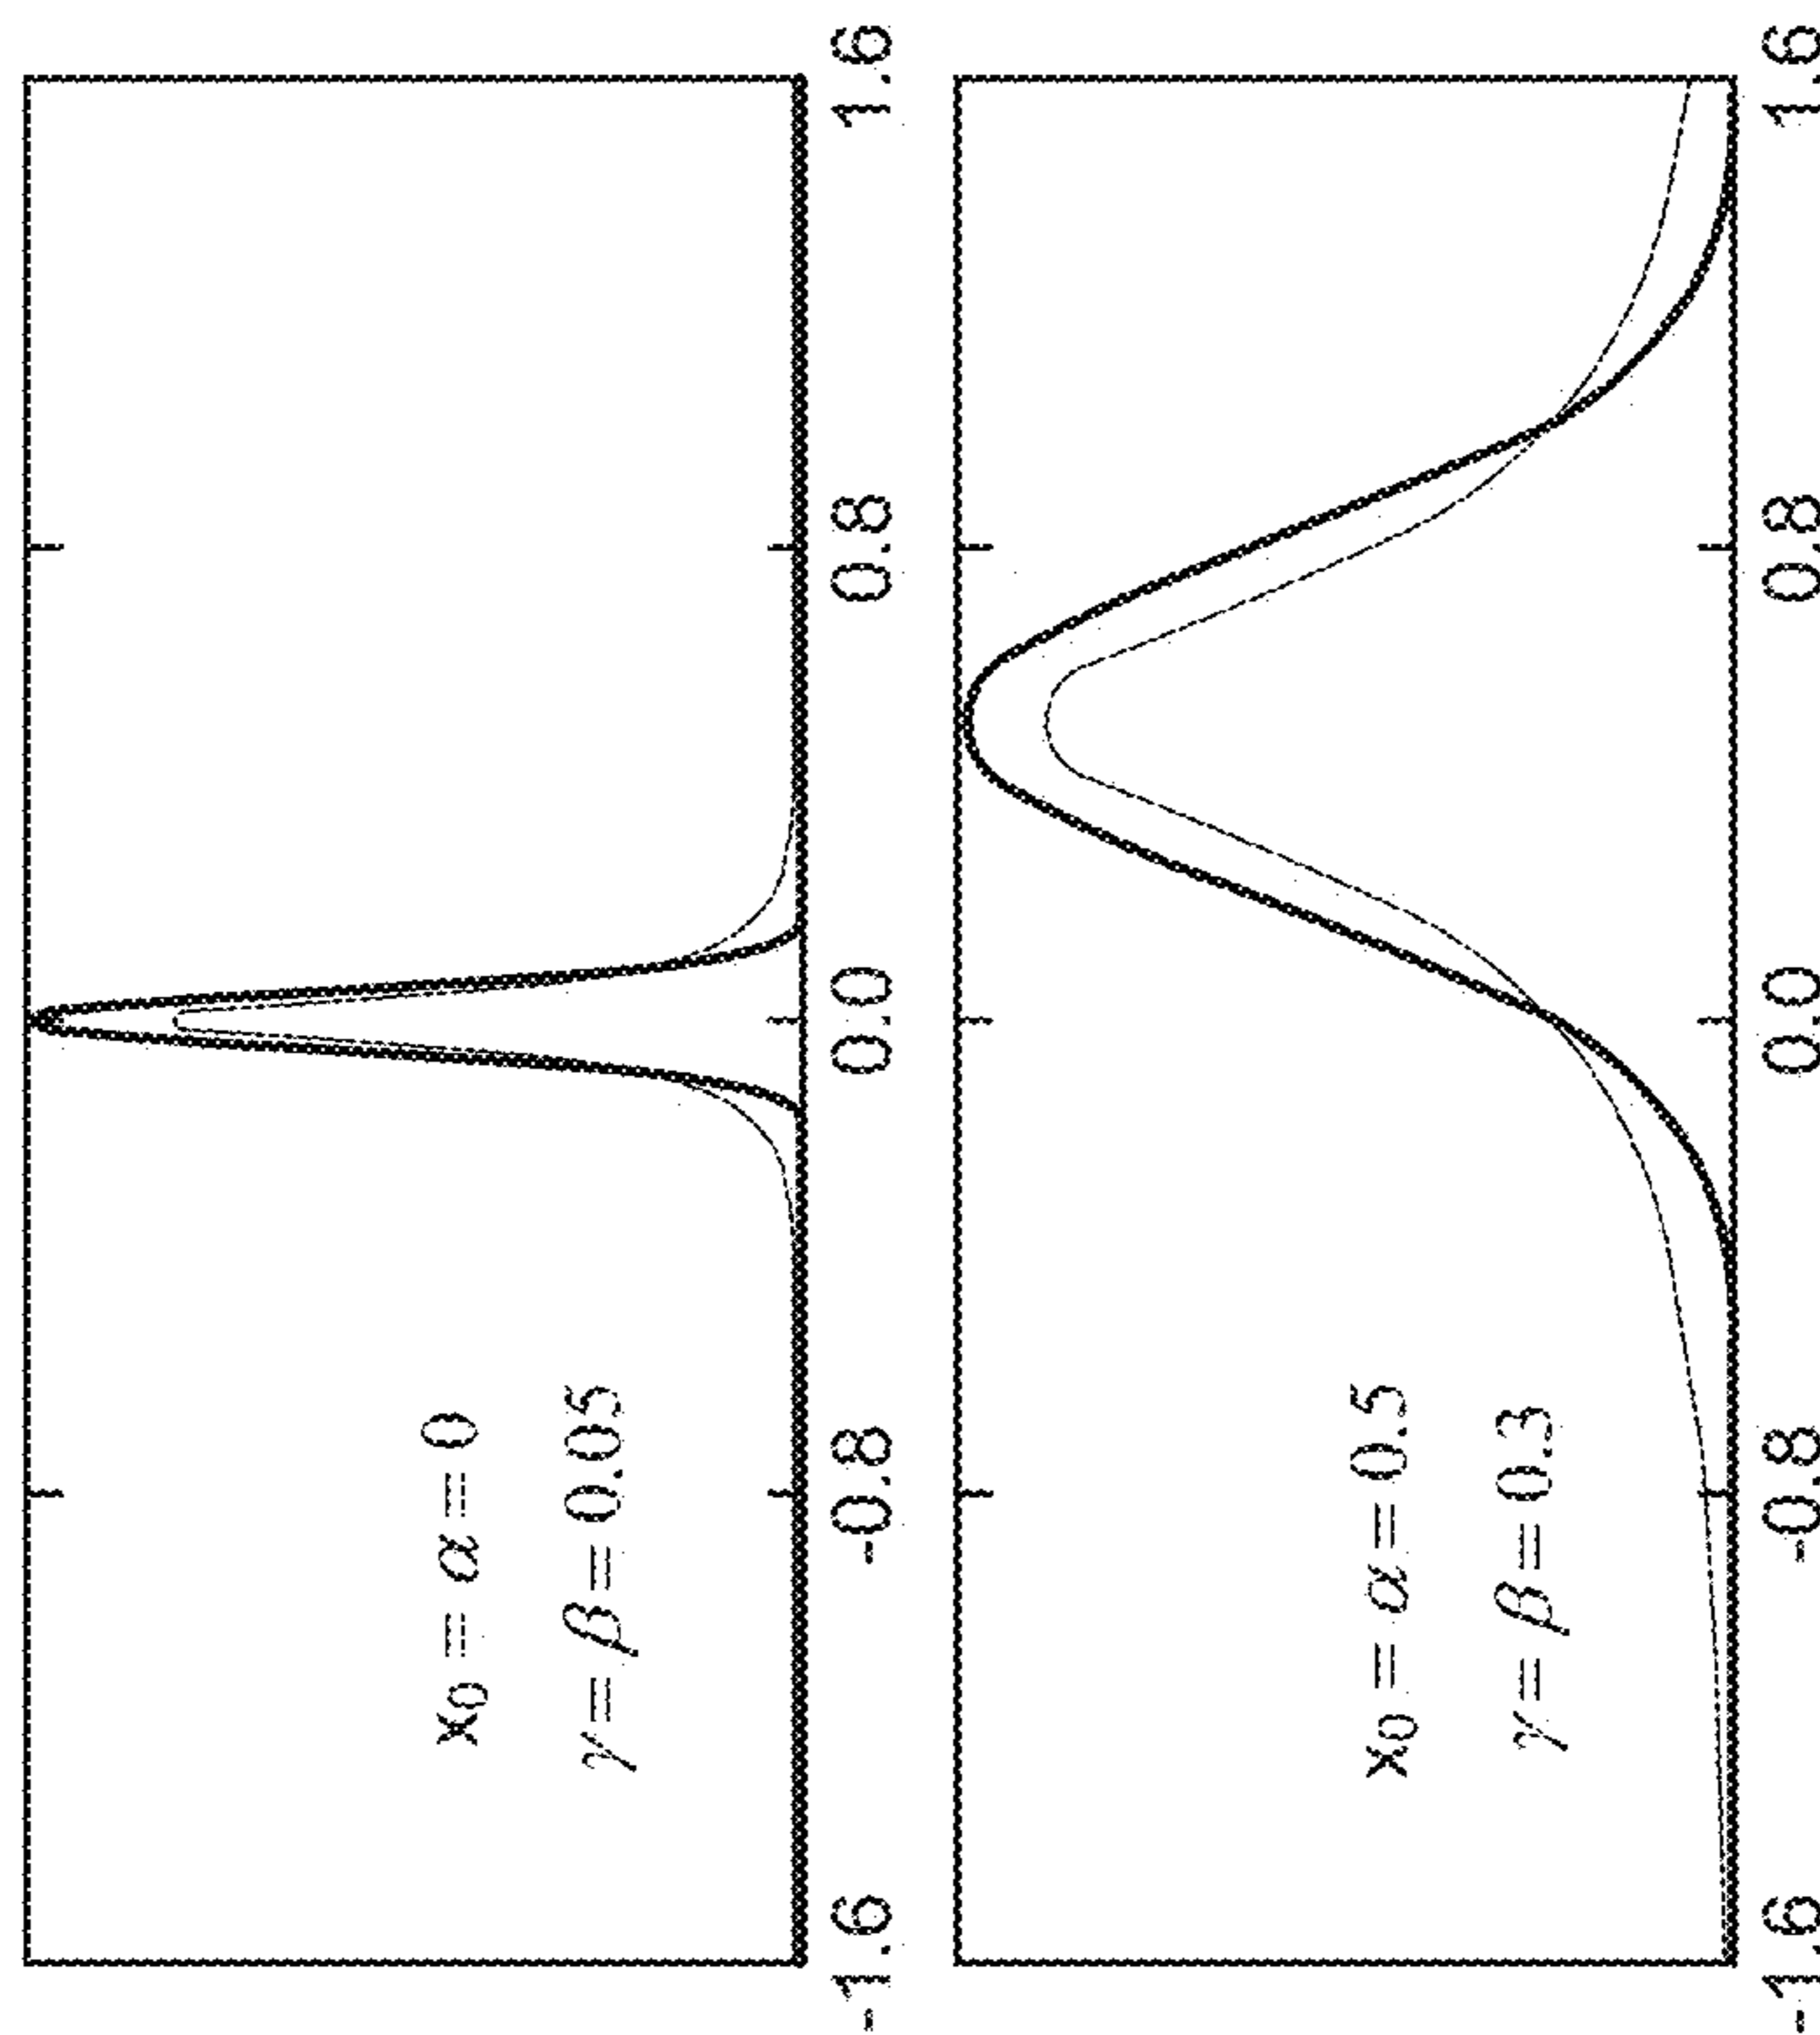 x₀ = α = 0
γ = β = 0.05
-1.6 -0.8 0.0 0.8 1.6
x₀ = α = 0.5
γ = β = 0.3
-1.6 -0.8 0.0 0.8 1.6